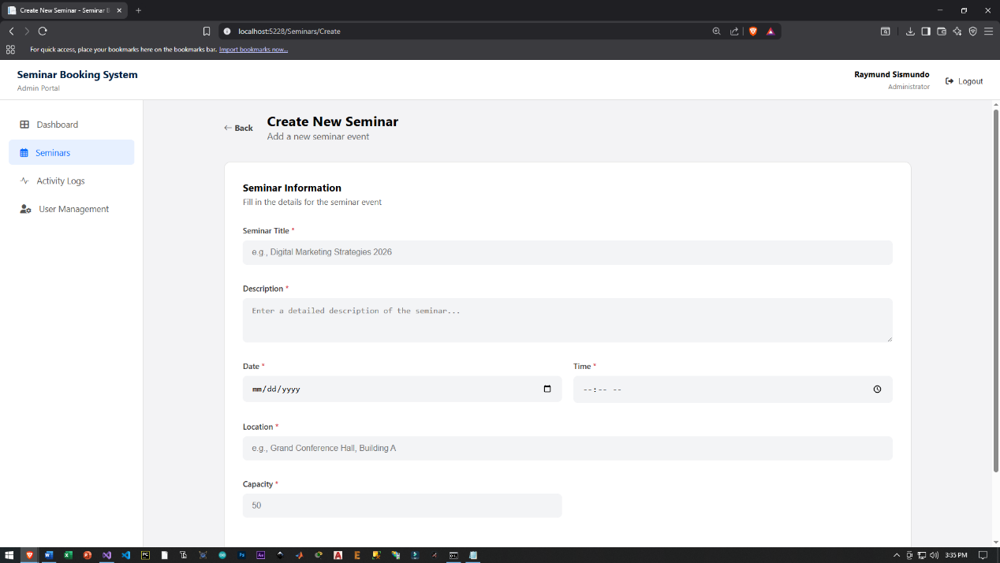 Create New Seminar - Seminar B
localhost:5228/Seminars/Create
For quick access, place your bookmarks here on the bookmarks bar. Import bookmarks now...
Seminar Booking System
Admin Portal
Raymund Sismundo
Administrator
Logout
Dashboard
Seminars
Activity Logs
User Management
Back
Create New Seminar
Add a new seminar event
Seminar Information
Fill in the details for the seminar event
Seminar Title *
e.g., Digital Marketing Strategies 2026
Description *
Enter a detailed description of the seminar...
Date *
Time *
mm/dd/yyyy
--:-- --
Location *
e.g., Grand Conference Hall, Building A
Capacity *
50
3:35 PM